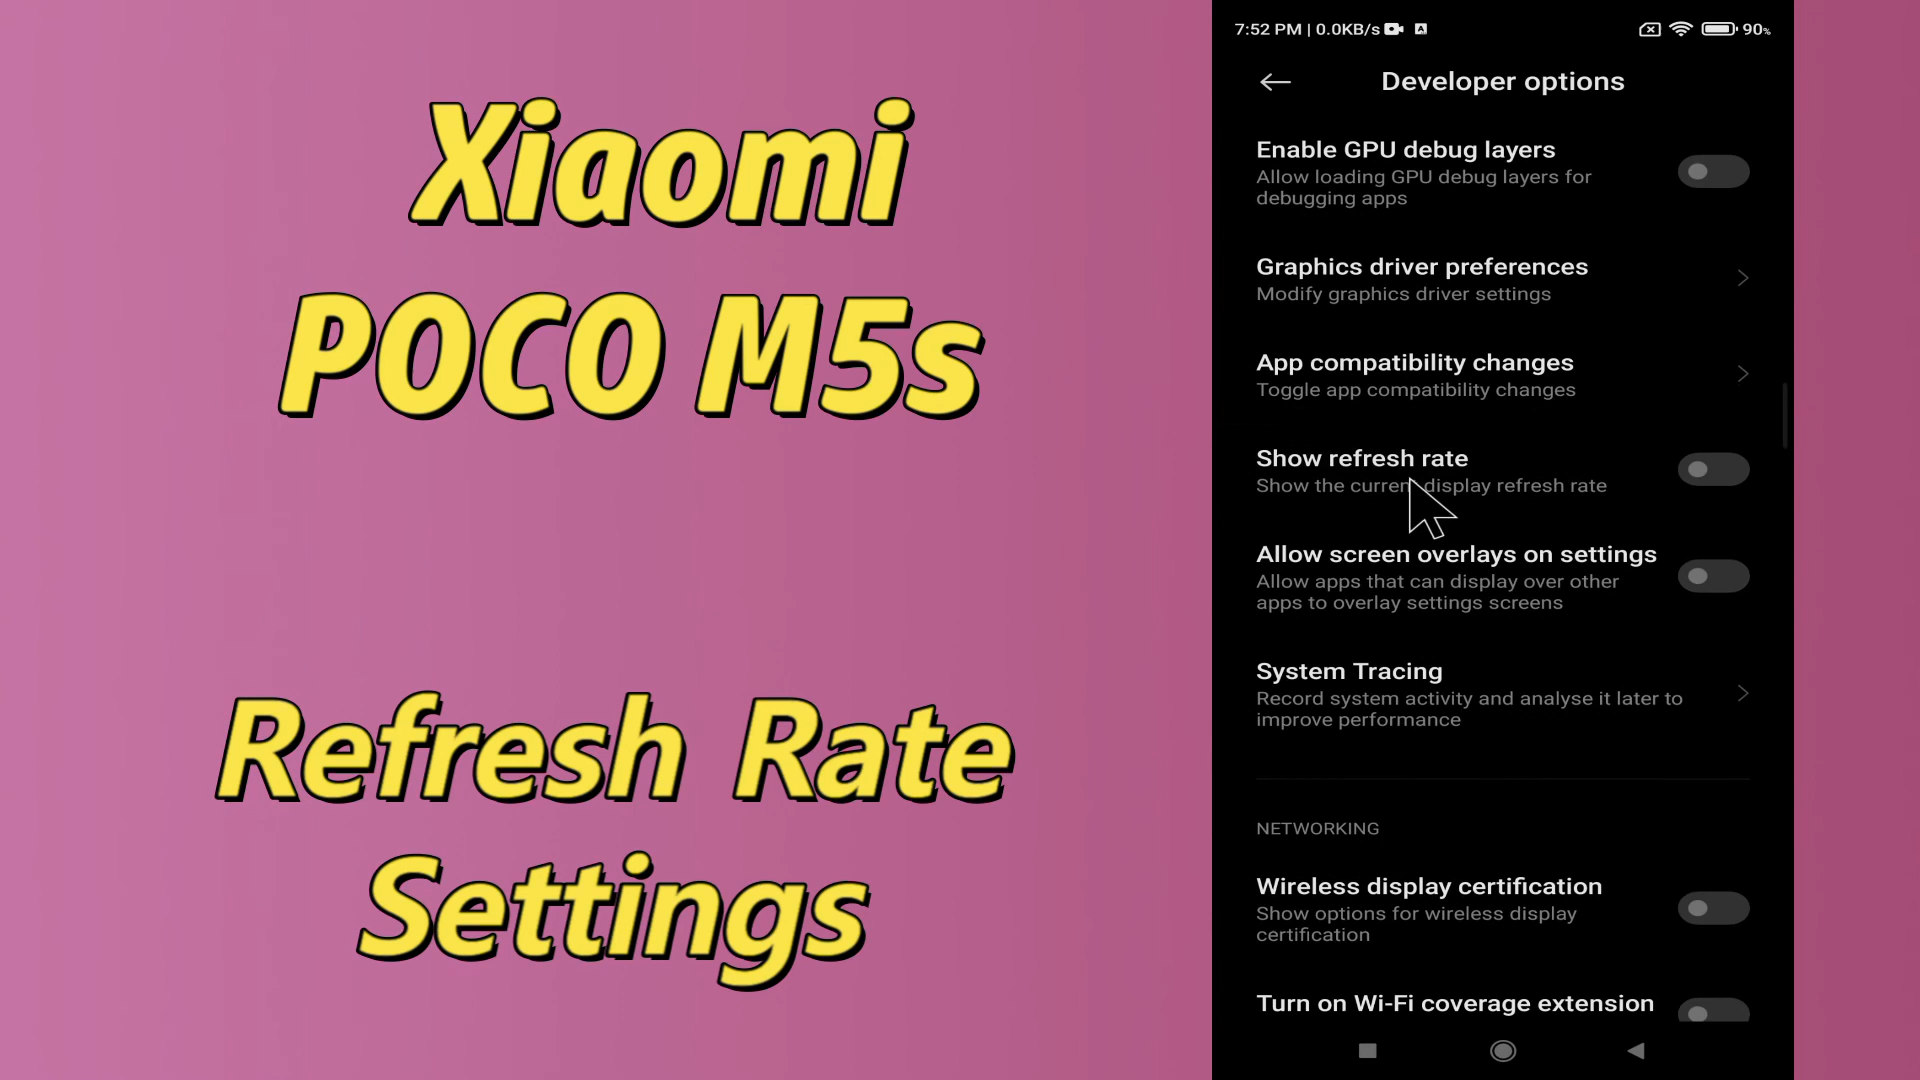 Xiaomi
POCO M5s
Refresh Rate
Settings
7:52 PM | 0.0KB/s
90%
Developer options
Enable GPU debug layers
Allow loading GPU debug layers for
debugging apps
Graphics driver preferences
Modify graphics driver settings
App compatibility changes
Toggle app compatibility changes
Show refresh rate
Show the current display refresh rate
Allow screen overlays on settings
Allow apps that can display over other
apps to overlay settings screens
System Tracing
Record system activity and analyse it later to
improve performance
NETWORKING
Wireless display certification
Show options for wireless display
certification
Turn on Wi-Fi coverage extension